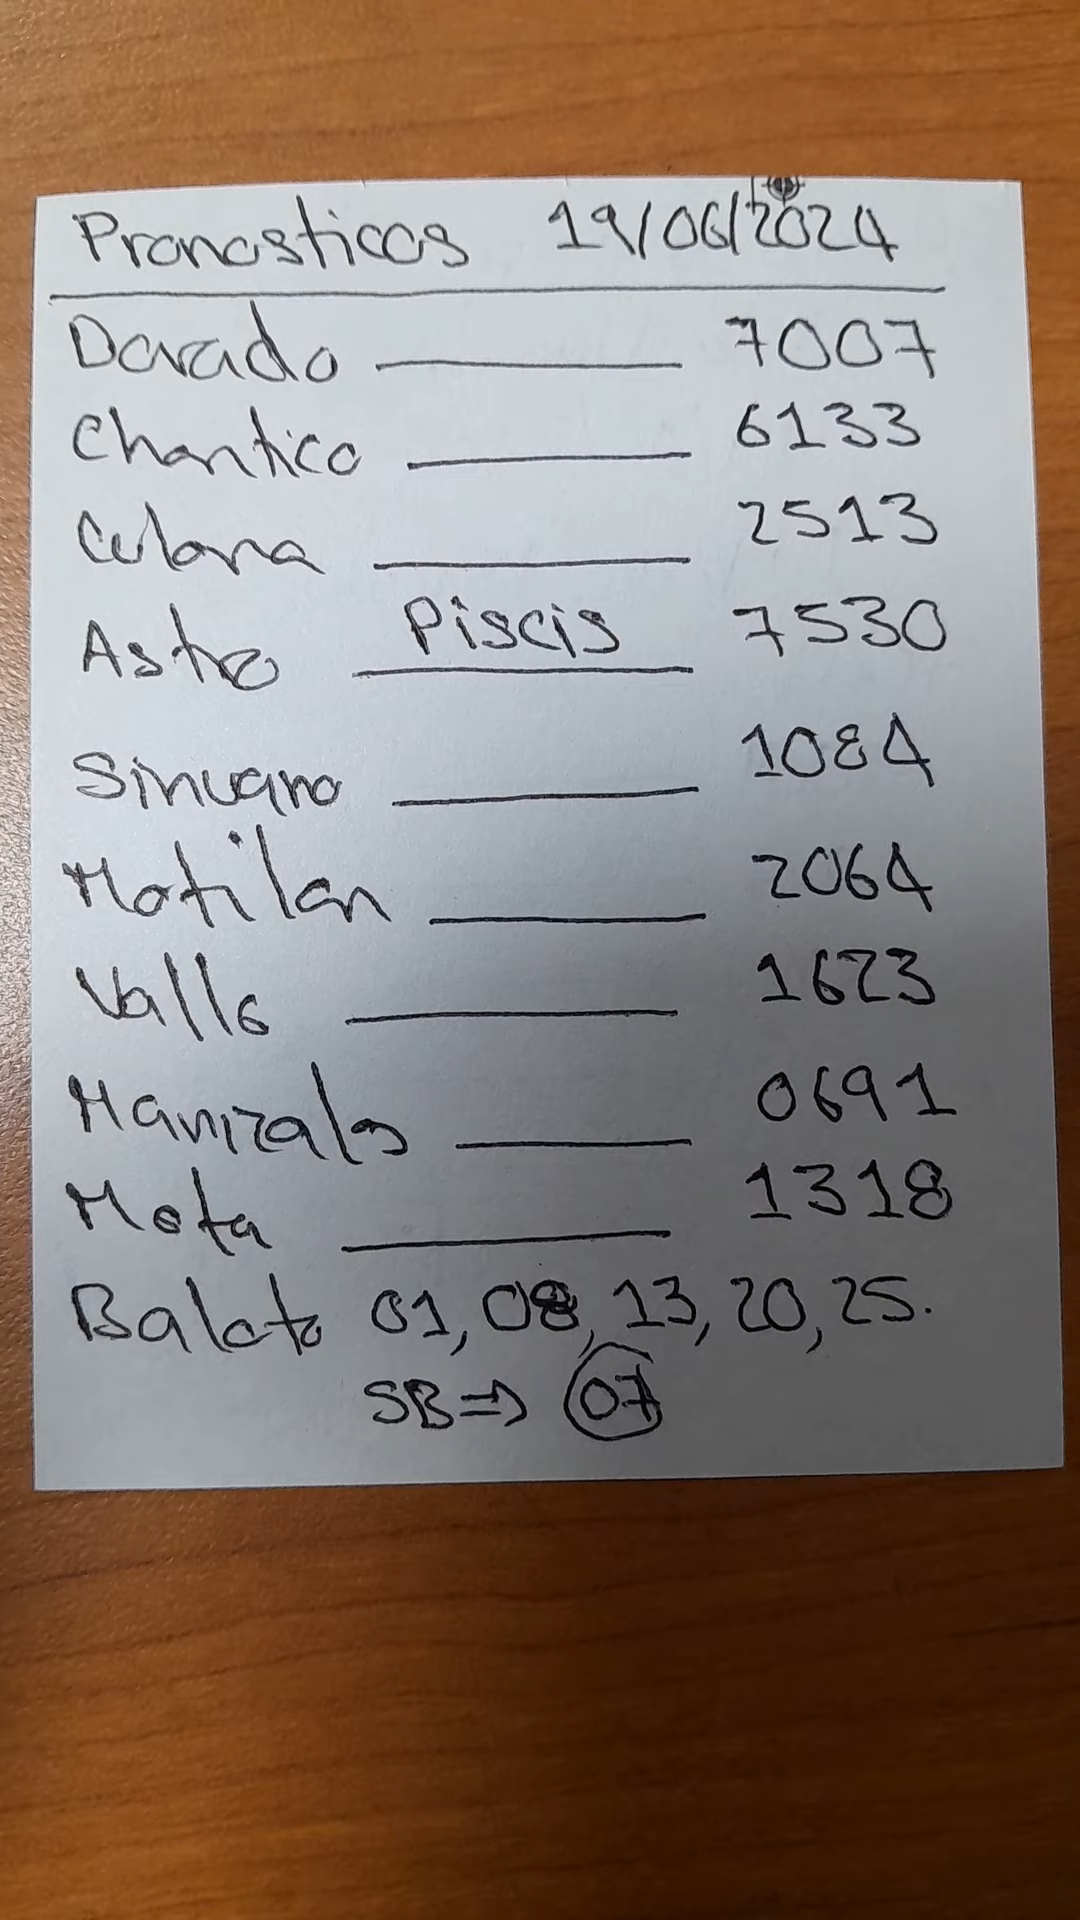 Pronosticos 19/06/2024
Dorado 7007
Chontico 6133
Culona 2513
Astro Piscis 7530
Sinuano 1084
Motilon 2064
Valle 1623
Manizales 0691
Meta 1318
Baloto 01, 08, 13, 20, 25.
SB⇒ 07